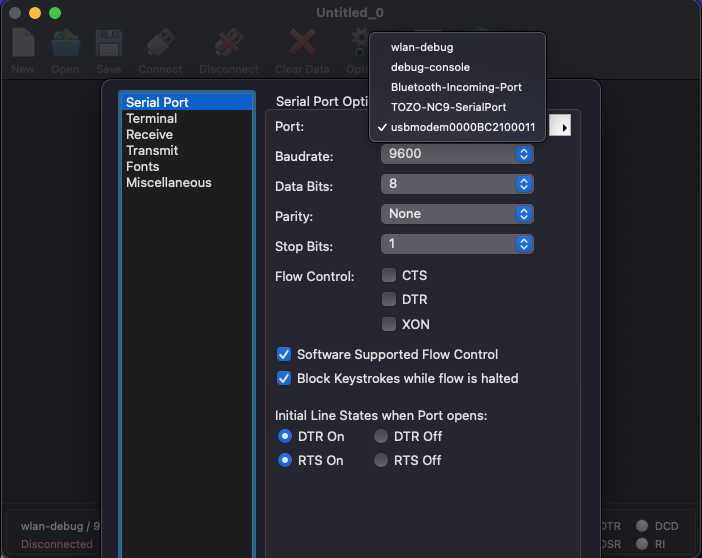 Untitled_0
New Open Save Connect Disconnect Clear Data
wlan-debug
debug-console
Bluetooth-Incoming-Port
TOZO-NC9-SerialPort
✓ usbmodem0000BC2100011
Serial Port
Terminal
Receive
Transmit
Fonts
Miscellaneous
Serial Port
Port:
Baudrate: 9600
Data Bits: 8
Parity: None
Stop Bits: 1
Flow Control: CTS
DTR
XON
Software Supported Flow Control
Block Keystrokes while flow is halted
Initial Line States when Port opens:
DTR On DTR Off
RTS On RTS Off
wlan-debug / 9
Disconnected
DTR DCD
DSR RI